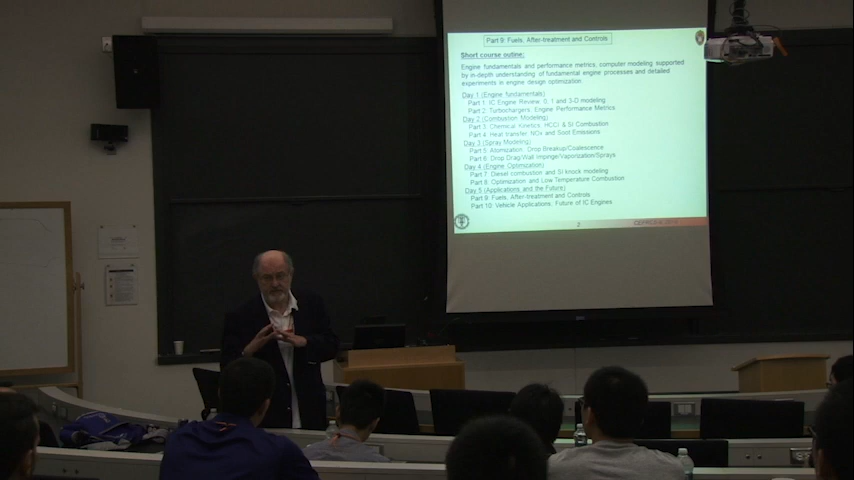 Part 9: Fuels, After-treatment and Controls
Short course outine:
Engine fundamentals and performance metrics, computer modeling supported
by in-depth understanding of fundamental engine processes and detailed
experiments in engine design optimization
Day 1 (Engine fundamentals)
Part 1: IC Engine Review, 0, 1 and 3-D modeling
Part 2: Turbochargers, Engine Performance Metrics
Day 2 (Combustion Modeling)
Part 3: Chemical Kinetics, HCCI & SI Combustion
Part 4: Heat transfer, NOx and Soot Emissions
Day 3 (Spray Modeling)
Part 5: Atomization, Drop Breakup/Coalescence
Part 6: Drop Drag/Wall Impinge/Vaporization/Sprays
Day 4 (Engine Optimization)
Part 7: Diesel combustion and SI knock modeling
Part 8: Optimization and Low Temperature Combustion
Day 5 (Applications and the Future)
Part 9: Fuels, After-treatment and Controls
Part 10: Vehicle Applications, Future of IC Engines
2